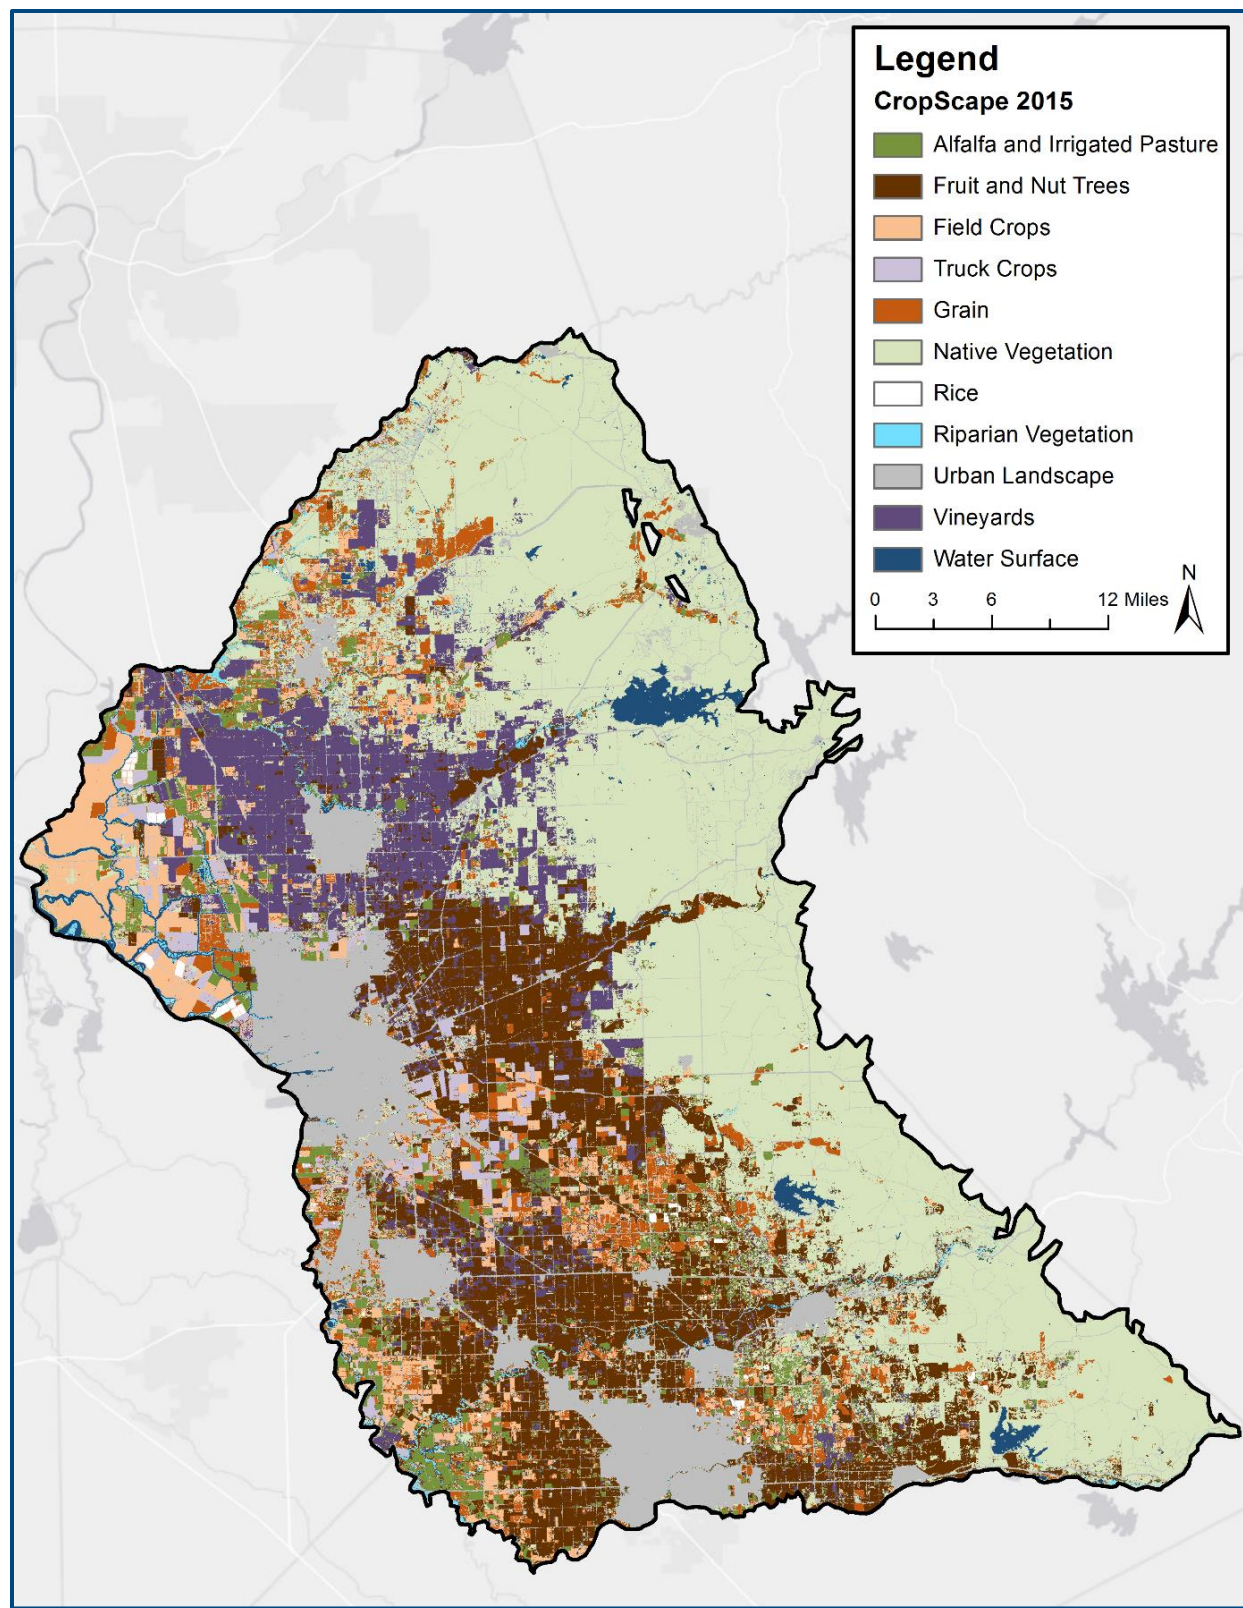 Legend
CropScape 2015
Alfalfa and Irrigated Pasture
Fruit and Nut Trees
Field Crops
Truck Crops
Grain
Native Vegetation
Rice
Riparian Vegetation
Urban Landscape
Vineyards
Water Surface
N
0 3 6 12 Miles